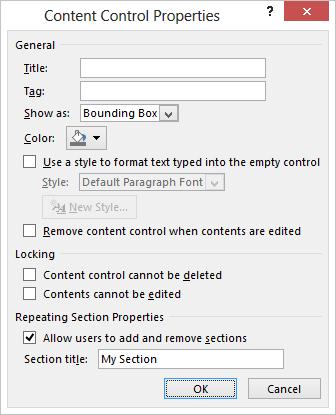 Content Control Properties
?
General
Title:
Tag:
Show as: Bounding Box
Color:
Use a style to format text typed into the empty control
Style: Default Paragraph Font
New Style...
Remove content control when contents are edited
Locking
Content control cannot be deleted
Contents cannot be edited
Repeating Section Properties
Allow users to add and remove sections
Section title: My Section
OK Cancel